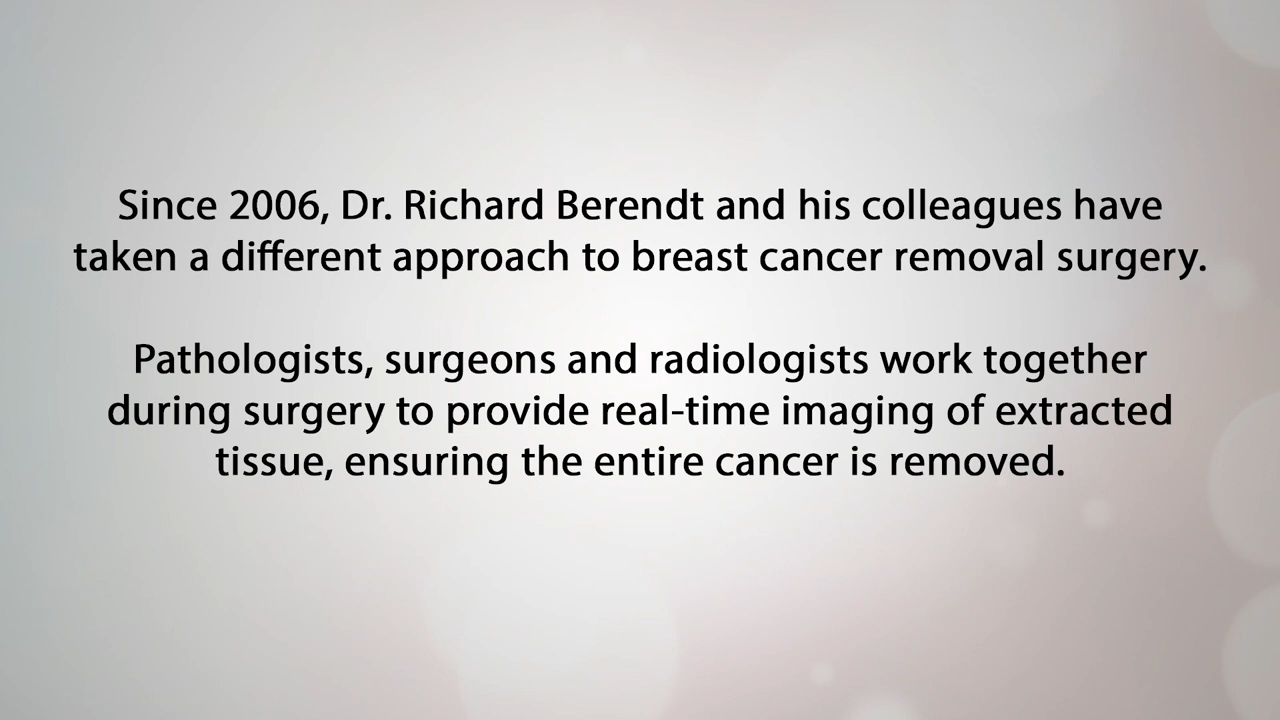 Since 2006, Dr. Richard Berendt and his colleagues have
taken a different approach to breast cancer removal surgery.
Pathologists, surgeons and radiologists work together
during surgery to provide real-time imaging of extracted
tissue, ensuring the entire cancer is removed.